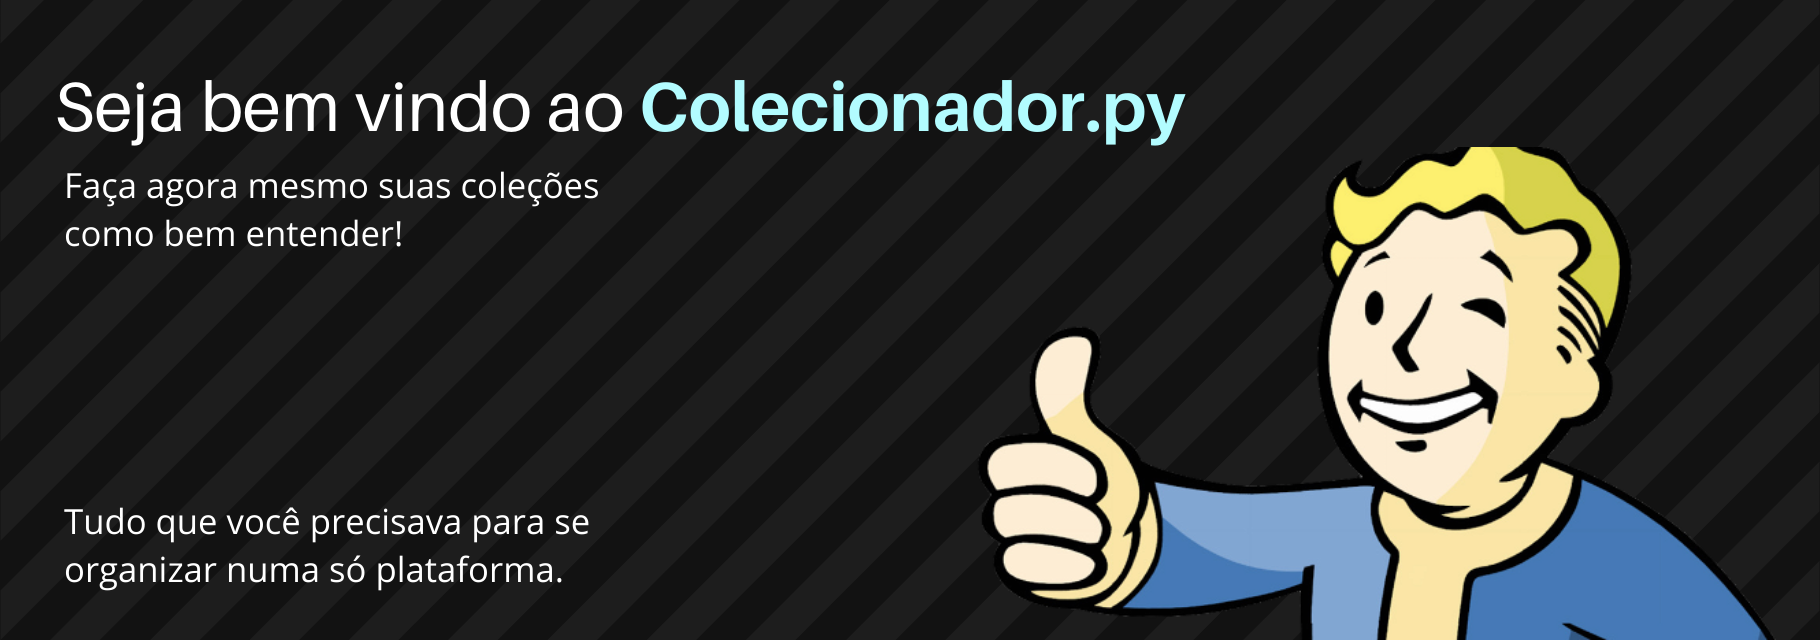 Seja bem vindo ao Colecionador.py
Faça agora mesmo suas coleções
como bem entender!
Tudo que você precisava para se
organizar numa só plataforma.